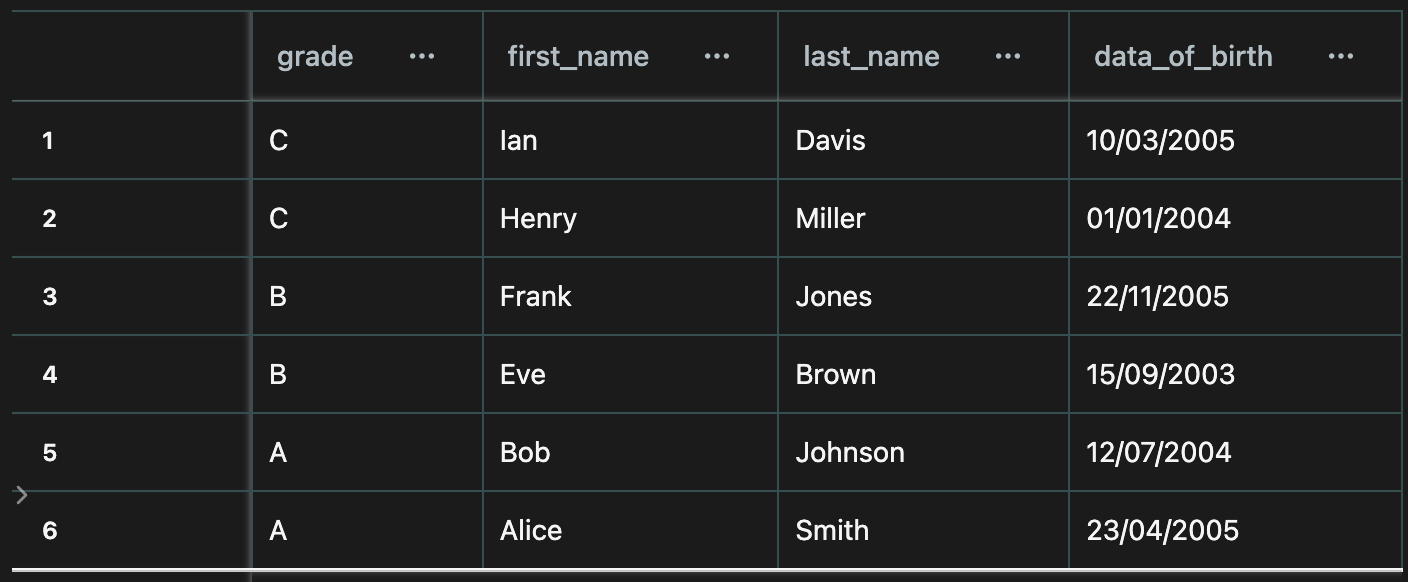 grade ... first_name ... last_name ... data_of_birth ...
1 C Ian Davis 10/03/2005
2 C Henry Miller 01/01/2004
3 B Frank Jones 22/11/2005
4 B Eve Brown 15/09/2003
5 A Bob Johnson 12/07/2004
6 A Alice Smith 23/04/2005